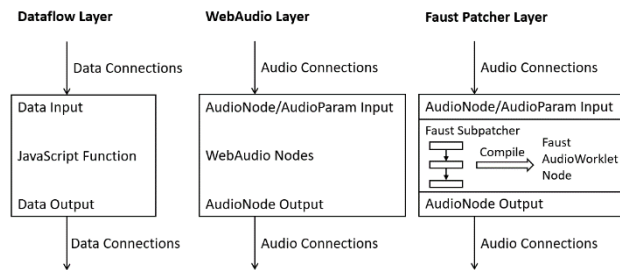 Dataflow Layer
Data Connections
Data Input
JavaScript Function
Data Output
Data Connections
WebAudio Layer
Audio Connections
AudioNode/AudioParam Input
WebAudio Nodes
AudioNode Output
Audio Connections
Faust Patcher Layer
Audio Connections
AudioNode/AudioParam Input
Faust Subpatcher
Compile
Faust
AudioWorklet
Node
AudioNode Output
Audio Connections